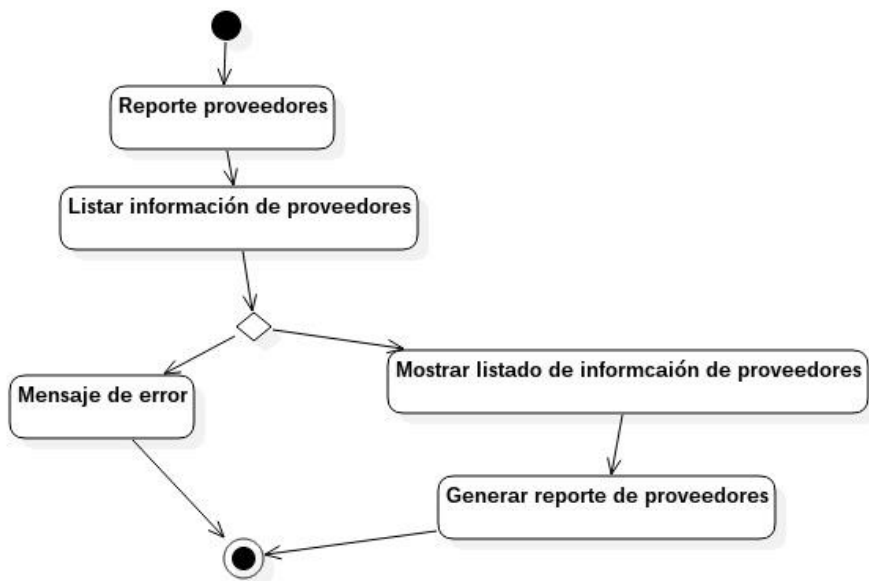 Reporte proveedores
Listar información de proveedores
Mostrar listado de informcaión de proveedores
Mensaje de error
Generar reporte de proveedores